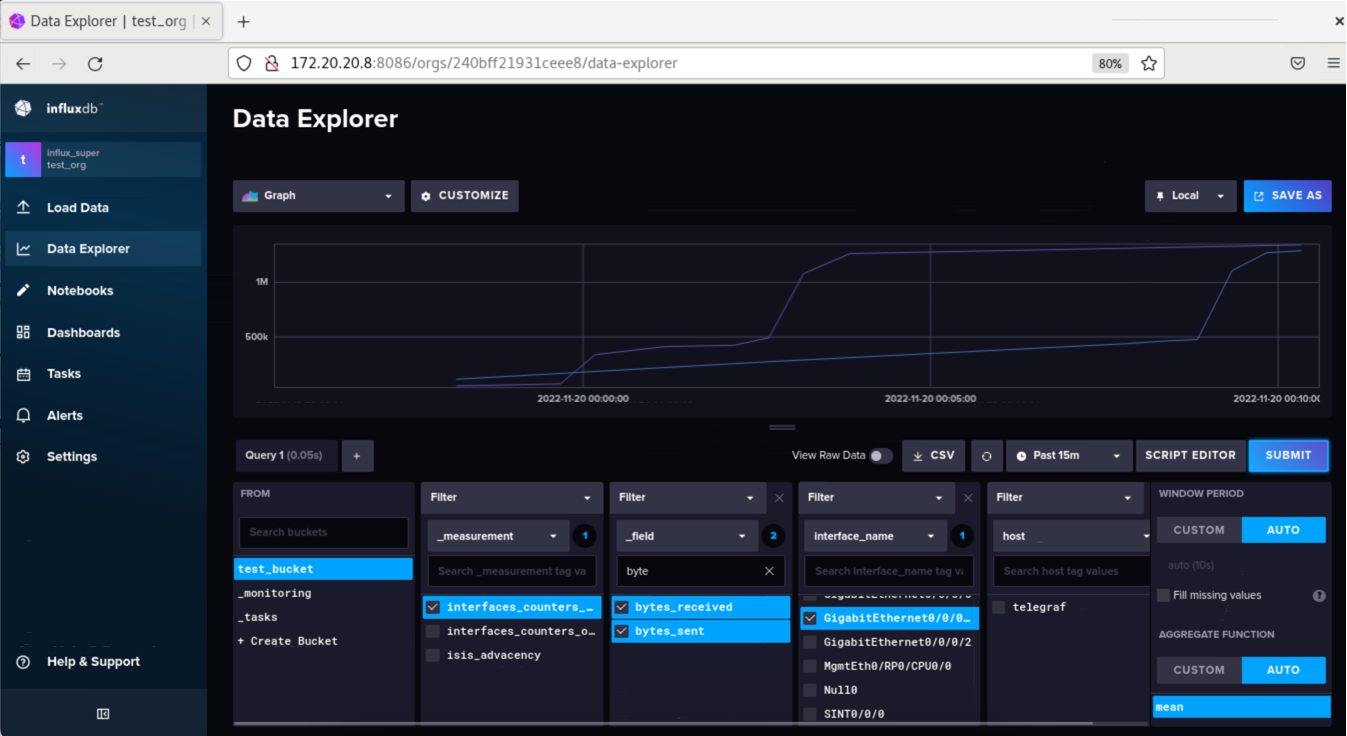 Data Explorer | test_org |
172.20.20.8:8086/orgs/240bff21931ceee8/data-explorer
80%
influxdb™
t
influx_super
test_org
Load Data
Data Explorer
Notebooks
Dashboards
Tasks
Alerts
Settings
Help & Support
Data Explorer
Graph
CUSTOMIZE
Local
SAVE AS
1M
500k
2022-11-20 00:00:00
2022-11-20 00:05:00
2022-11-20 00:10:0
Query 1 (0.05s)
+
View Raw Data
CSV
Past 15m
SCRIPT EDITOR
SUBMIT
FROM
Search buckets
test_bucket
_monitoring
_tasks
+ Create Bucket
Filter
_measurement
1
Search _measurement tag va
interfaces_counters_…
interfaces_counters_o…
isis_advacency
Filter
_field
2
byte
bytes_received
bytes_sent
Filter
interface_name
1
Search interface_name tag v
GigabitEthernet0/0/0…
GigabitEthernet0/0/0/2
MgmtEth0/RP0/CPU0/0
Null0
SINT0/0/0
Filter
host
Search host tag values
telegraf
WINDOW PERIOD
CUSTOM
AUTO
auto (10s)
Fill missing values
?
AGGREGATE FUNCTION
CUSTOM
AUTO
mean